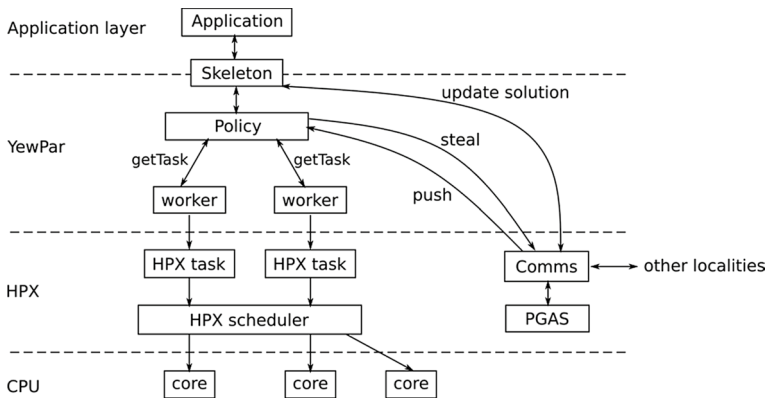 Application
Application layer
Skeleton
update solution
Policy
steal
YewPar
getTask getTask
push
worker worker
HPX task HPX task
Comms
other localities
HPX
HPX scheduler
PGAS
core core core
CPU